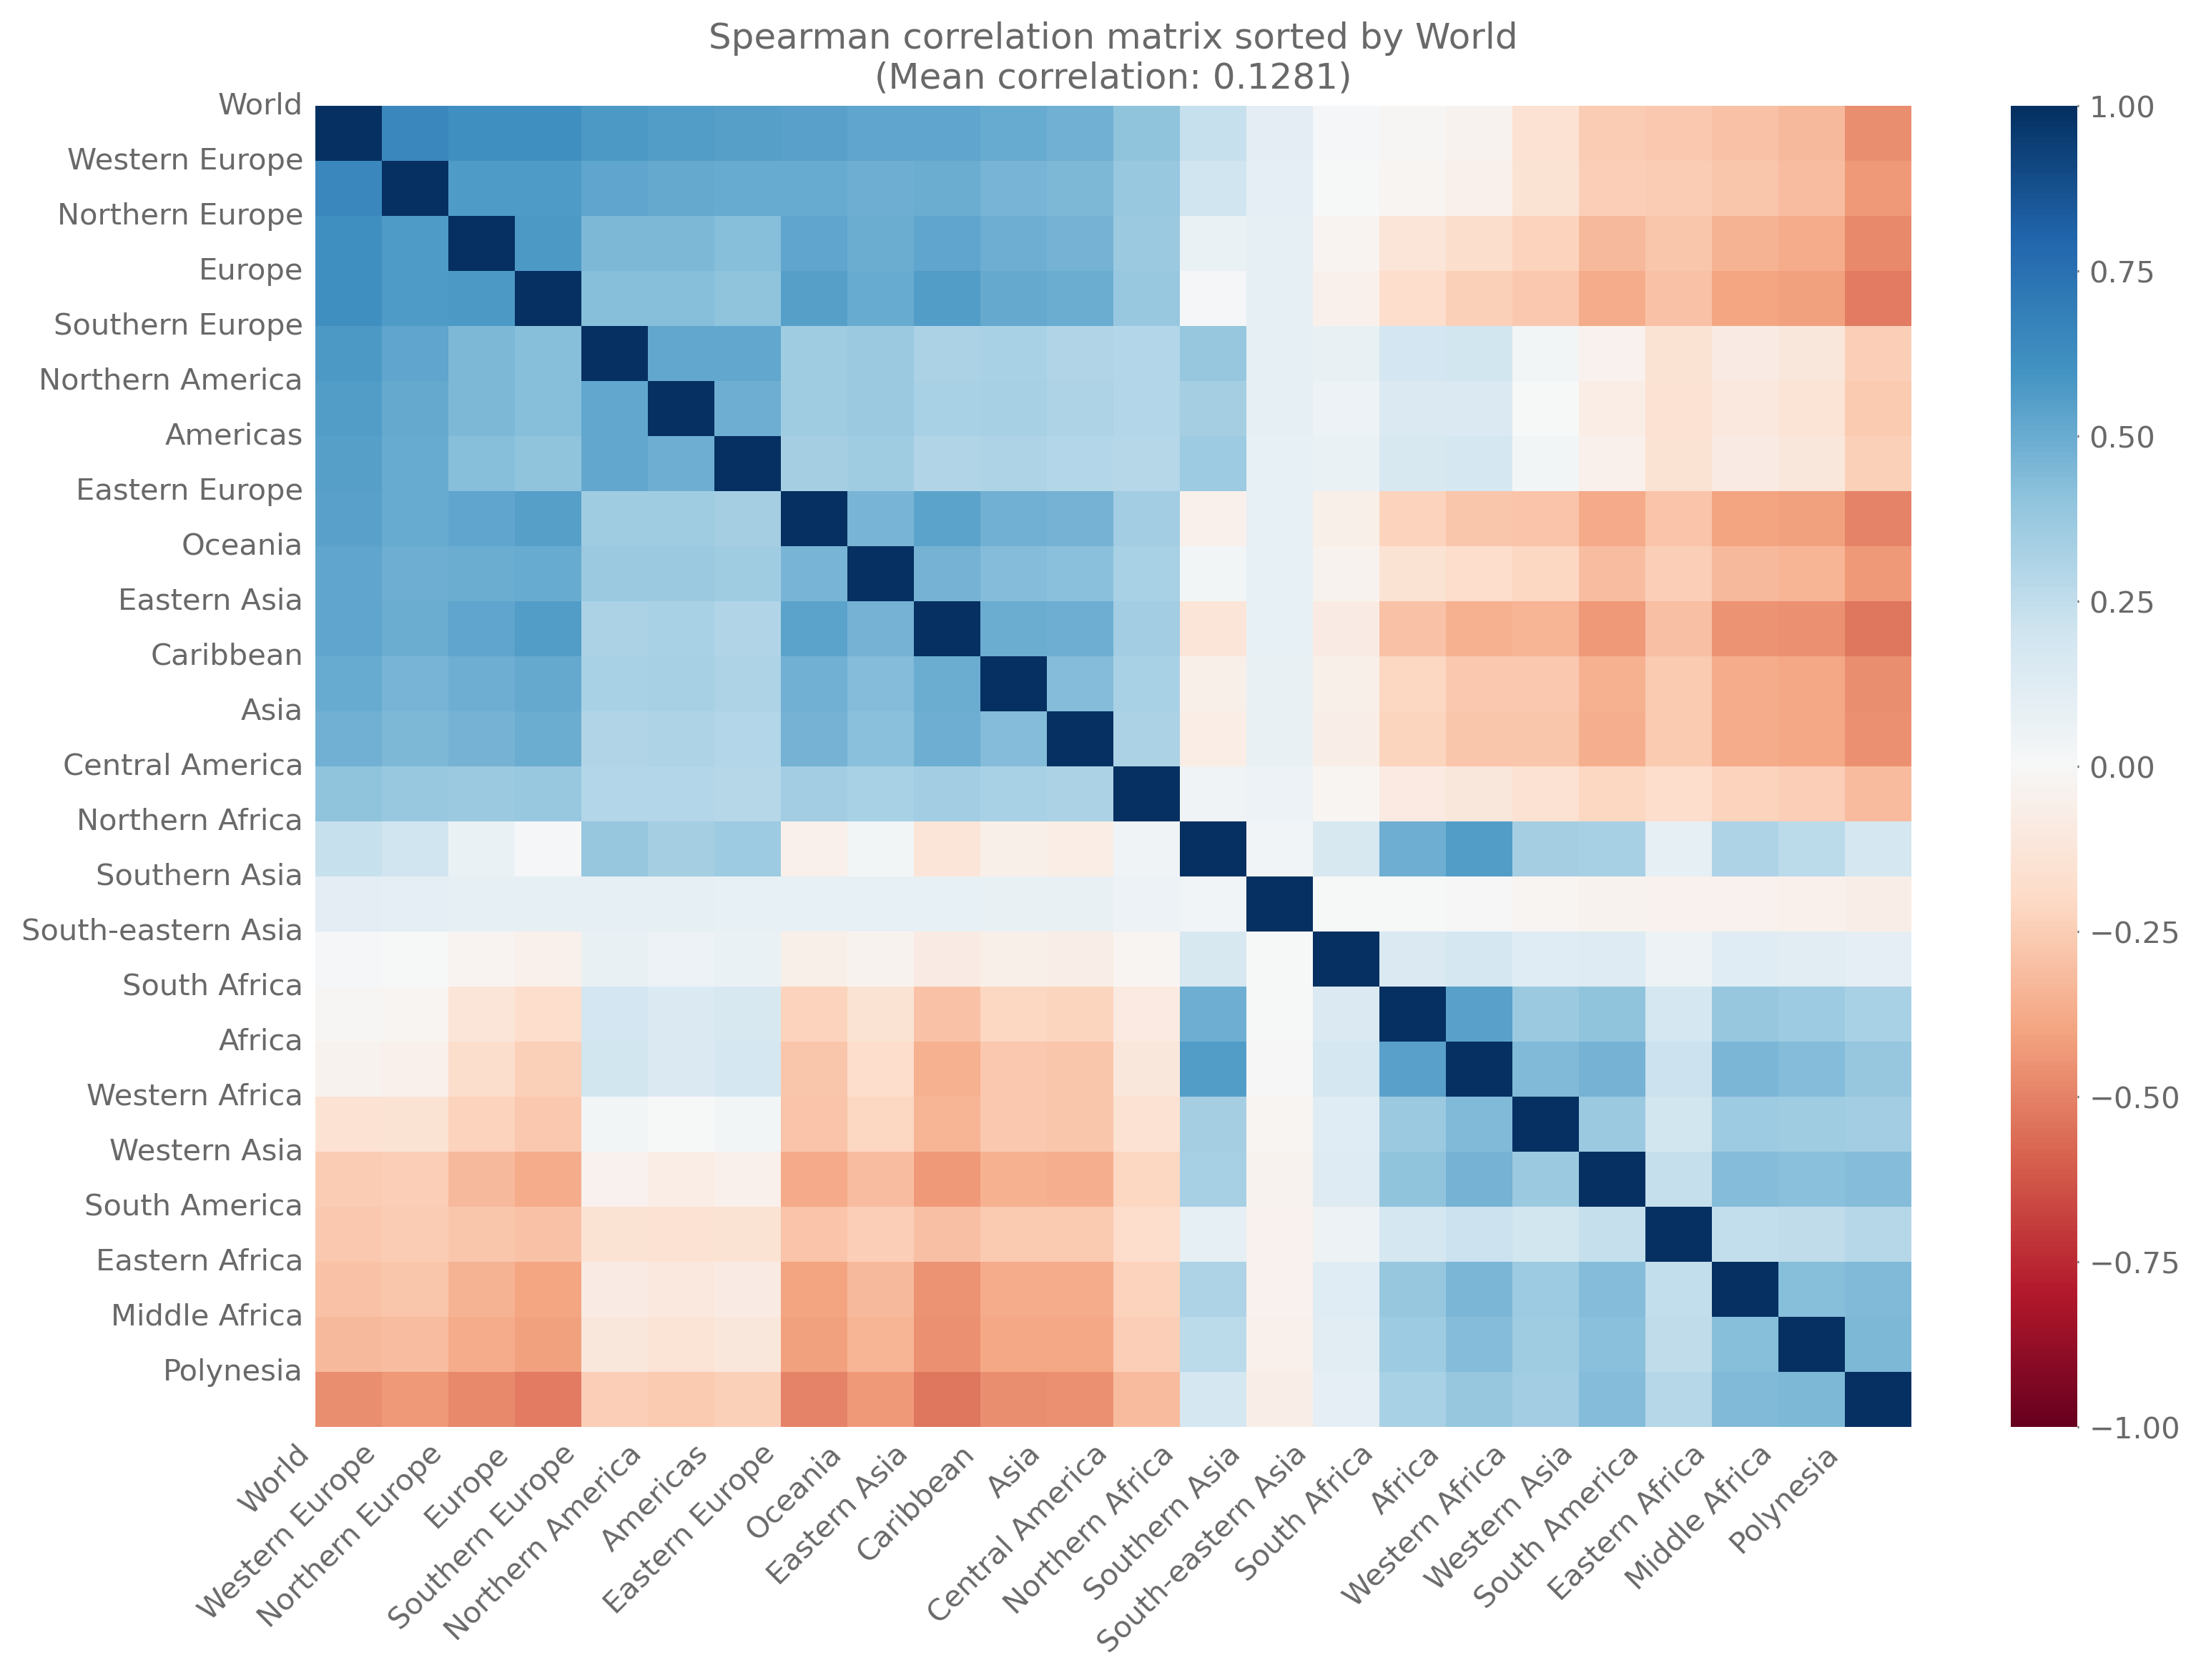 Spearman correlation matrix sorted by World
(Mean correlation: 0.1281)
World
Western Europe
Northern Europe
Europe
Southern Europe
Northern America
Americas
Eastern Europe
Oceania
Eastern Asia
Caribbean
Asia
Central America
Northern Africa
Southern Asia
South-eastern Asia
South Africa
Africa
Western Africa
Western Asia
South America
Eastern Africa
Middle Africa
Polynesia
World
Western Europe
Northern Europe
Europe
Southern Europe
Northern America
Americas
Eastern Europe
Oceania
Eastern Asia
Caribbean
Asia
Central America
Northern Africa
Southern Asia
South-eastern Asia
South Africa
Africa
Western Africa
Western Asia
South America
Eastern Africa
Middle Africa
Polynesia
1.00
0.75
0.50
0.25
0.00
−0.25
−0.50
−0.75
−1.00